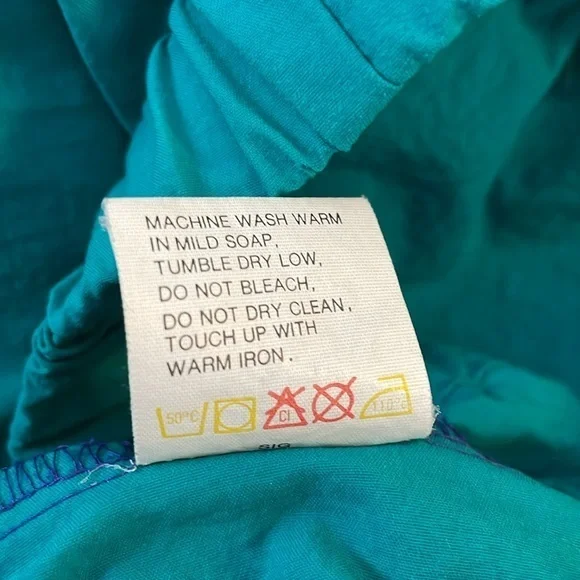 MACHINE WASH WARM
IN MILD SOAP,
TUMBLE DRY LOW,
DO NOT BLEACH,
DO NOT DRY CLEAN,
TOUCH UP WITH
WARM IRON.
50°C Cl 110°C